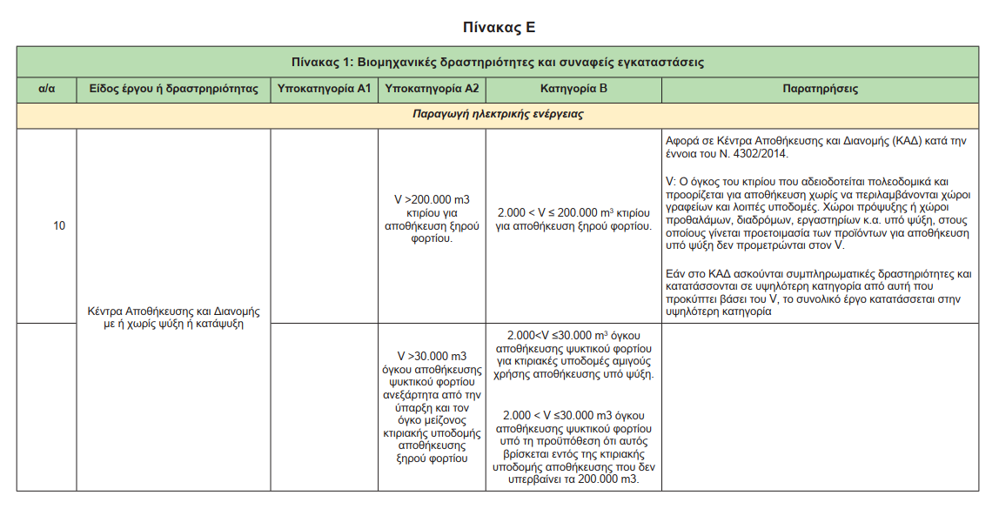 Πίνακας Ε
Πίνακας 1: Βιομηχανικές δραστηριότητες και συναφείς εγκαταστάσεις
α/α
Είδος έργου ή δραστρηριότητας
Υποκατηγορία Α1
Υποκατηγορία Α2
Κατηγορία Β
Παρατηρήσεις
Παραγωγή ηλεκτρικής ενέργειας
10
Κέντρα Αποθήκευσης και Διανομής
με ή χωρίς ψύξη ή κατάψυξη
V >200.000 m3
κτιρίου για
αποθήκευση ξηρού
φορτίου.
2.000 < V ≤ 200.000 m³ κτιρίου
για αποθήκευση ξηρού φορτίου.
Αφορά σε Κέντρα Αποθήκευσης και Διανομής (ΚΑΔ) κατά την
έννοια του Ν. 4302/2014.
V: Ο όγκος του κτιρίου που αδειοδοτείται πολεοδομικά και
προορίζεται για αποθήκευση χωρίς να περιλαμβάνονται χώροι
γραφείων και λοιπές υποδομές. Χώροι πρόψυξης ή χώροι
προθαλάμων, διαδρόμων, εργαστηρίων κ.α. υπό ψύξη, στους
οποίους γίνεται προετοιμασία των προϊόντων για αποθήκευση
υπό ψύξη δεν προμετρώνται στον V.
Εάν στο ΚΑΔ ασκούνται συμπληρωματικές δραστηριότητες και
κατατάσσονται σε υψηλότερη κατηγορία από αυτή που
προκύπτει βάσει του V, το συνολικό έργο κατατάσσεται στην
υψηλότερη κατηγορία
V >30.000 m3
όγκου αποθήκευσης
ψυκτικού φορτίου
ανεξάρτητα από την
ύπαρξη και τον
όγκο μείζονος
κτιριακής υποδομής
αποθήκευσης
ξηρού φορτίου
2.000<V ≤30.000 m³ όγκου
αποθήκευσης ψυκτικού φορτίου
για κτιριακές υποδομές αμιγούς
χρήσης αποθήκευσης υπό ψύξη.
2.000 < V ≤30.000 m3 όγκου
αποθήκευσης ψυκτικού φορτίου
υπό τη προϋπόθεση ότι αυτός
βρίσκεται εντός της κτιριακής
υποδομής αποθήκευσης που δεν
υπερβαίνει τα 200.000 m3.